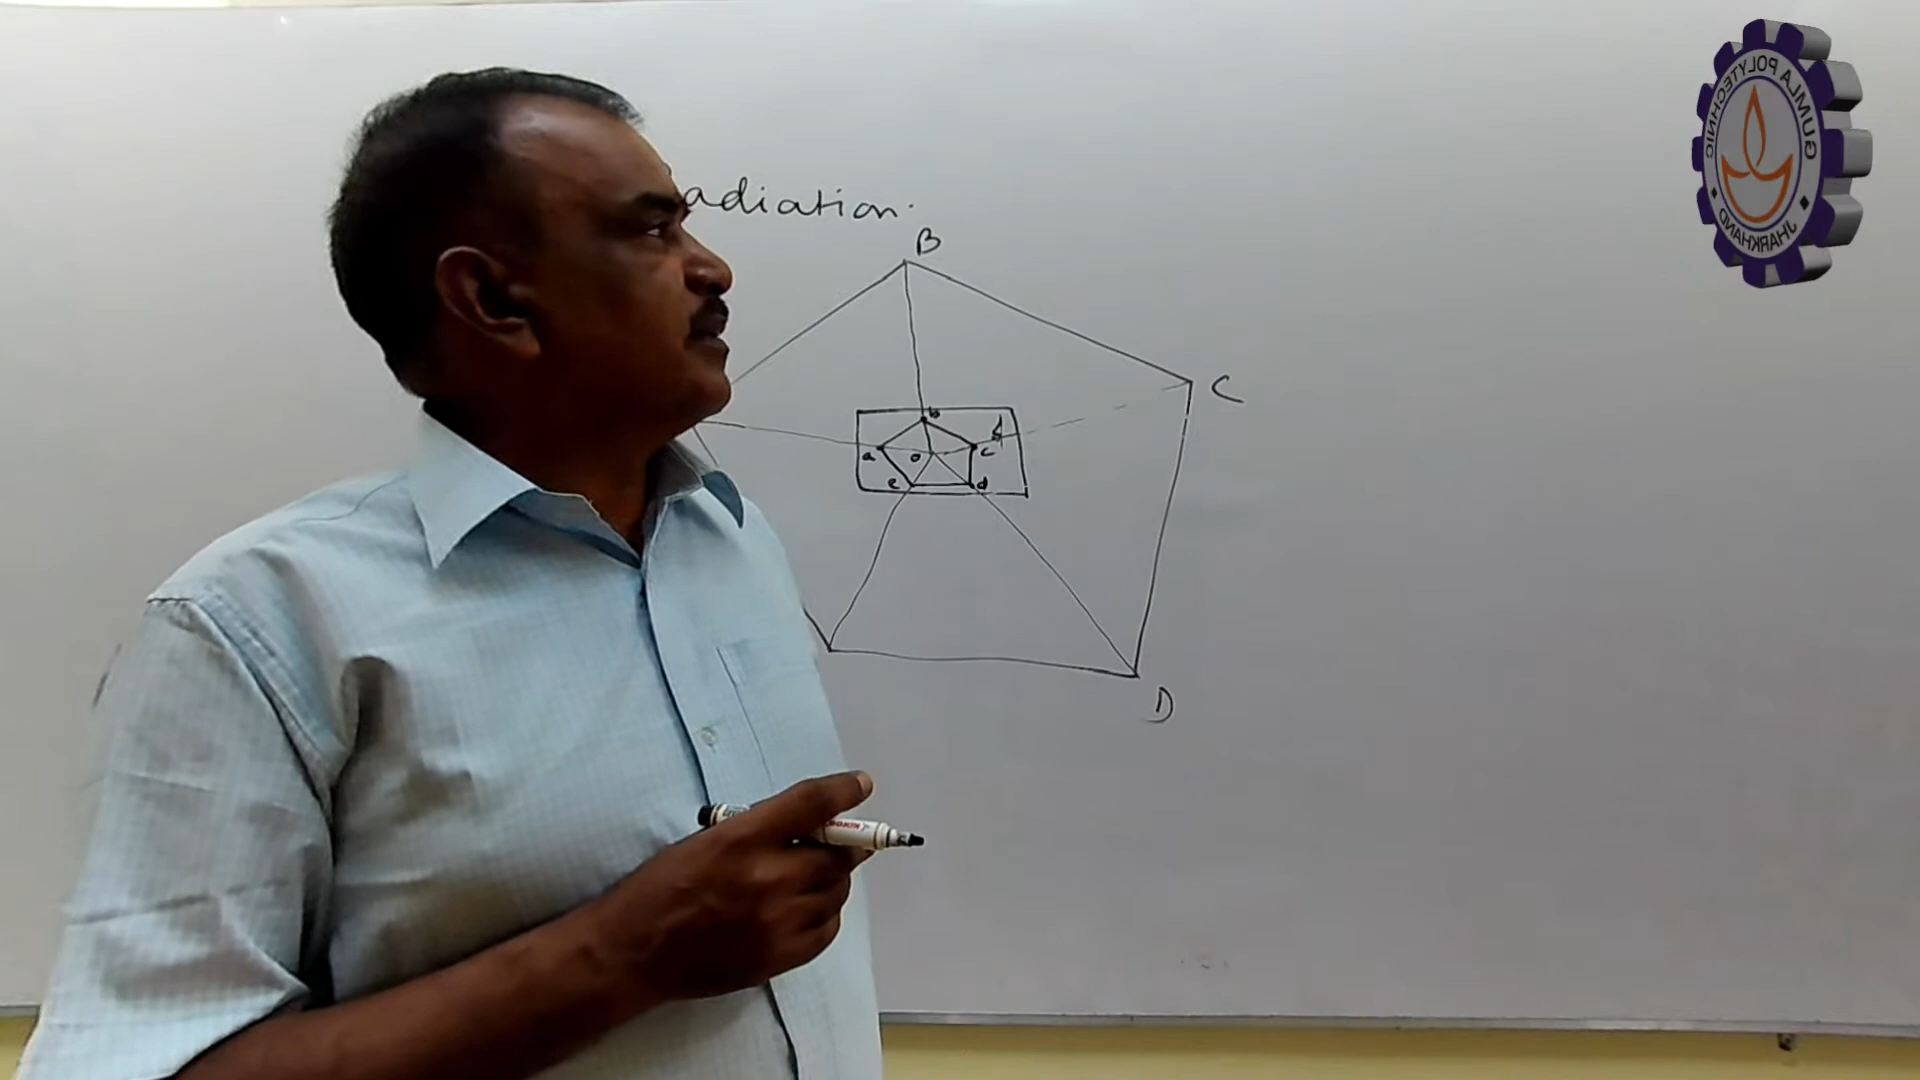 adiation.
B
C
b
a o c
e d
D
GUMLA POLYTECHNIC
JHARKHAND